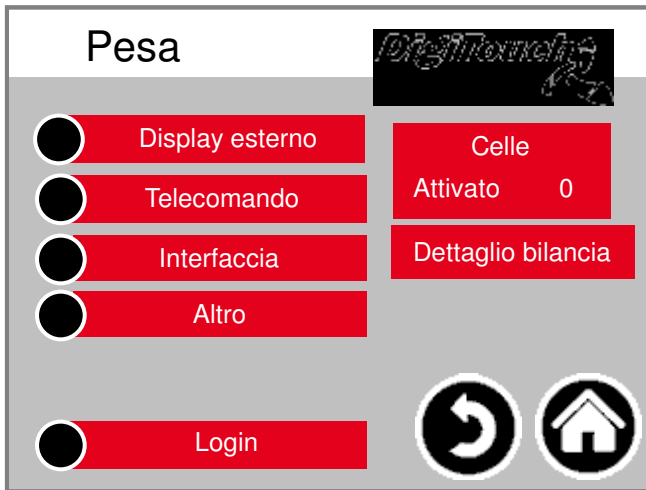 Pesa
DigiTouch
Display esterno
Telecomando
Interfaccia
Altro
Login
Celle
Attivato 0
Dettaglio bilancia